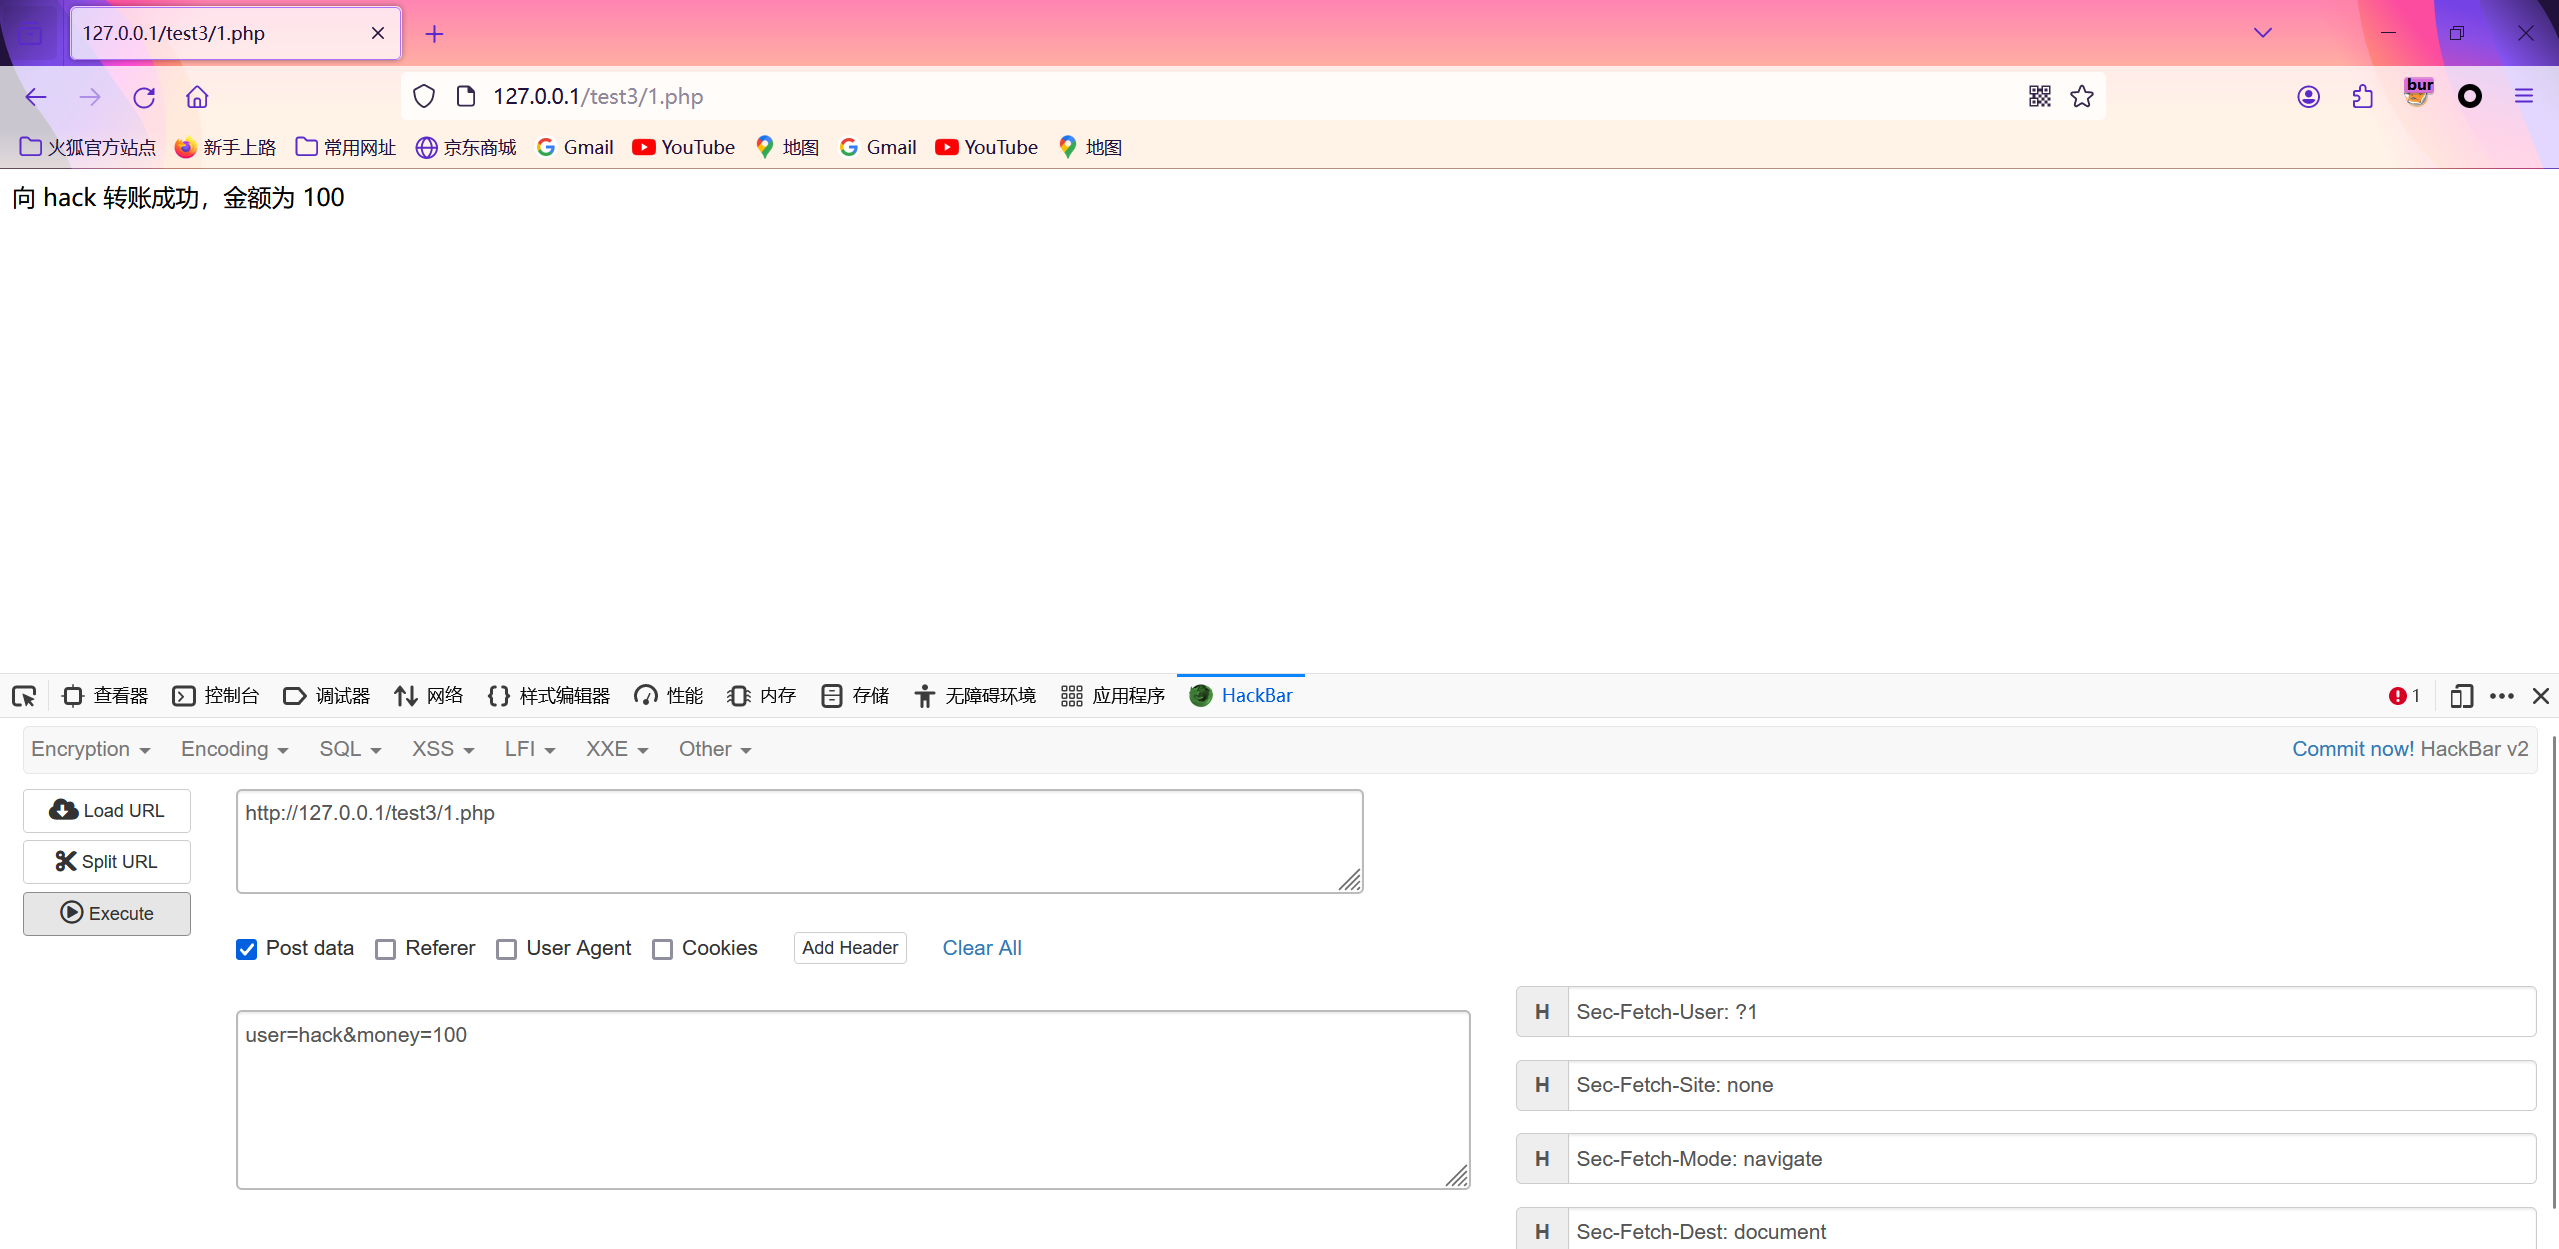 127.0.0.1/test3/1.php
127.0.0.1/test3/1.php
bur
火狐官方站点 新手上路 常用网址 京东商城 Gmail YouTube 地图 Gmail YouTube 地图
向 hack 转账成功，金额为 100
查看器 控制台 调试器 网络 样式编辑器 性能 内存 存储 无障碍环境 应用程序 HackBar 1
Encryption Encoding SQL XSS LFI XXE Other Commit now! HackBar v2
Load URL http://127.0.0.1/test3/1.php
Split URL
Execute
Post data Referer User Agent Cookies Add Header Clear All
H Sec-Fetch-User: ?1
user=hack&money=100
H Sec-Fetch-Site: none
H Sec-Fetch-Mode: navigate
H Sec-Fetch-Dest: document